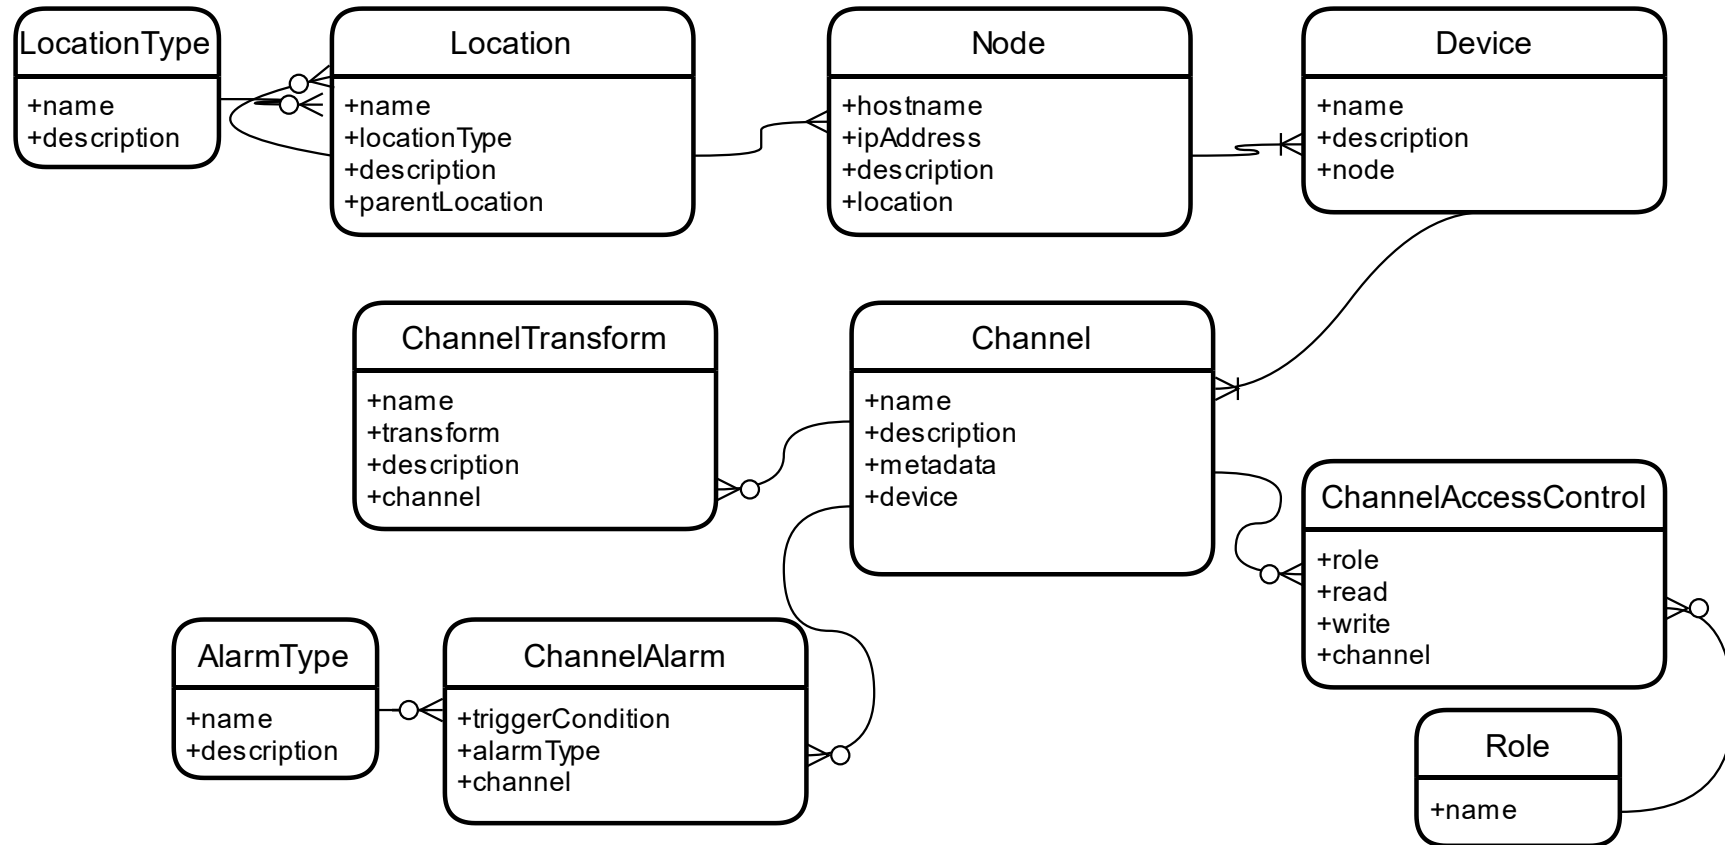 LocationType
+name
+description
Location
+name
+locationType
+description
+parentLocation
Node
+hostname
+ipAddress
+description
+location
Device
+name
+description
+node
ChannelTransform
+name
+transform
+description
+channel
Channel
+name
+description
+metadata
+device
ChannelAccessControl
+role
+read
+write
+channel
AlarmType
+name
+description
ChannelAlarm
+triggerCondition
+alarmType
+channel
Role
+name